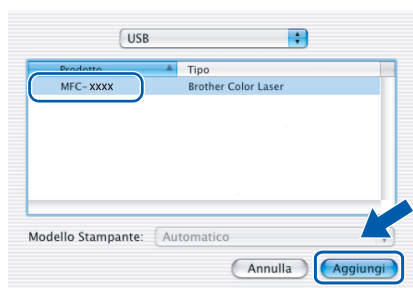 USB
Prodotto Tipo
MFC-xxxx Brother Color Laser
Modello Stampante: Automatico
Annulla Aggiungi